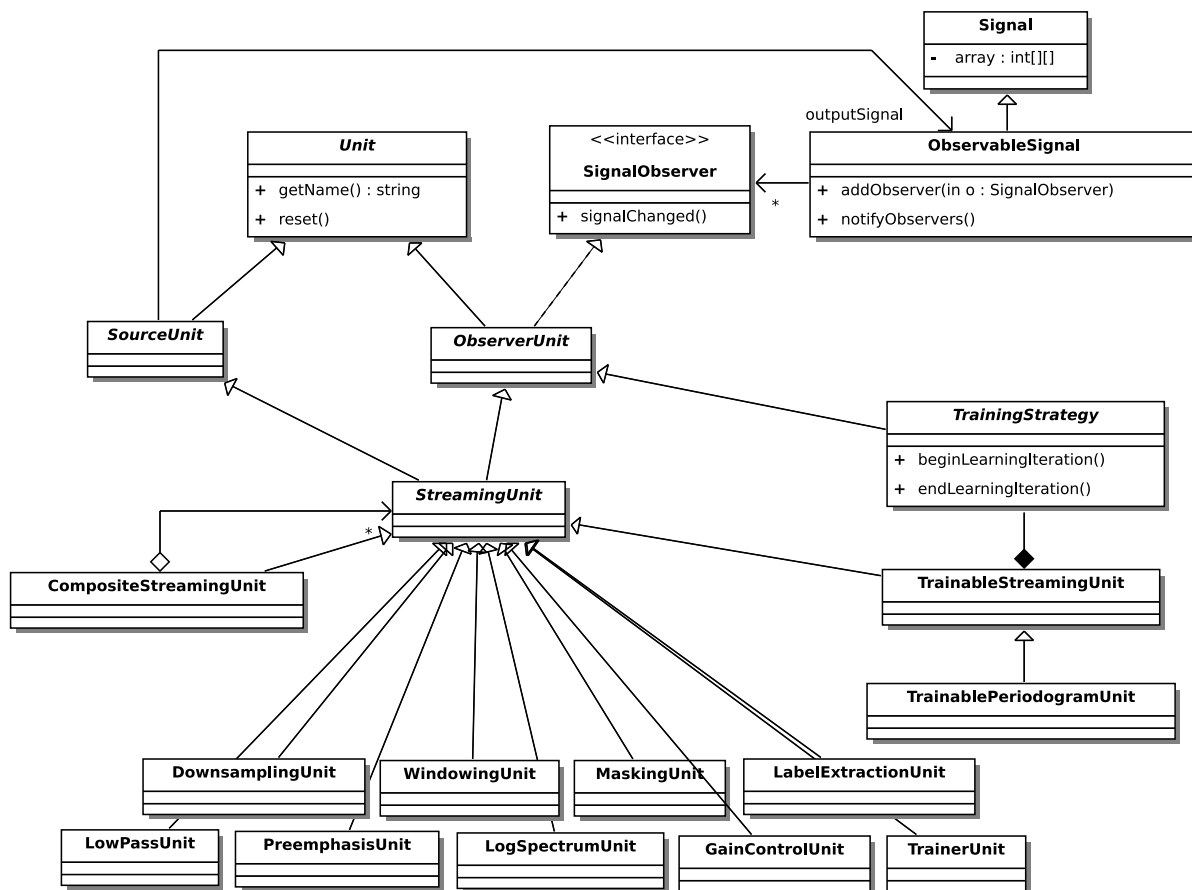 Signal
- array : int[][]
outputSignal
Unit
+ getName() : string
+ reset()
<<interface>>
SignalObserver
+ signalChanged()
*
ObservableSignal
+ addObserver(in o : SignalObserver)
+ notifyObservers()
SourceUnit
ObserverUnit
TrainingStrategy
+ beginLearningIteration()
+ endLearningIteration()
StreamingUnit
*
CompositeStreamingUnit
TrainableStreamingUnit
TrainablePeriodogramUnit
DownsamplingUnit
WindowingUnit
MaskingUnit
LabelExtractionUnit
LowPassUnit
PreemphasisUnit
LogSpectrumUnit
GainControlUnit
TrainerUnit